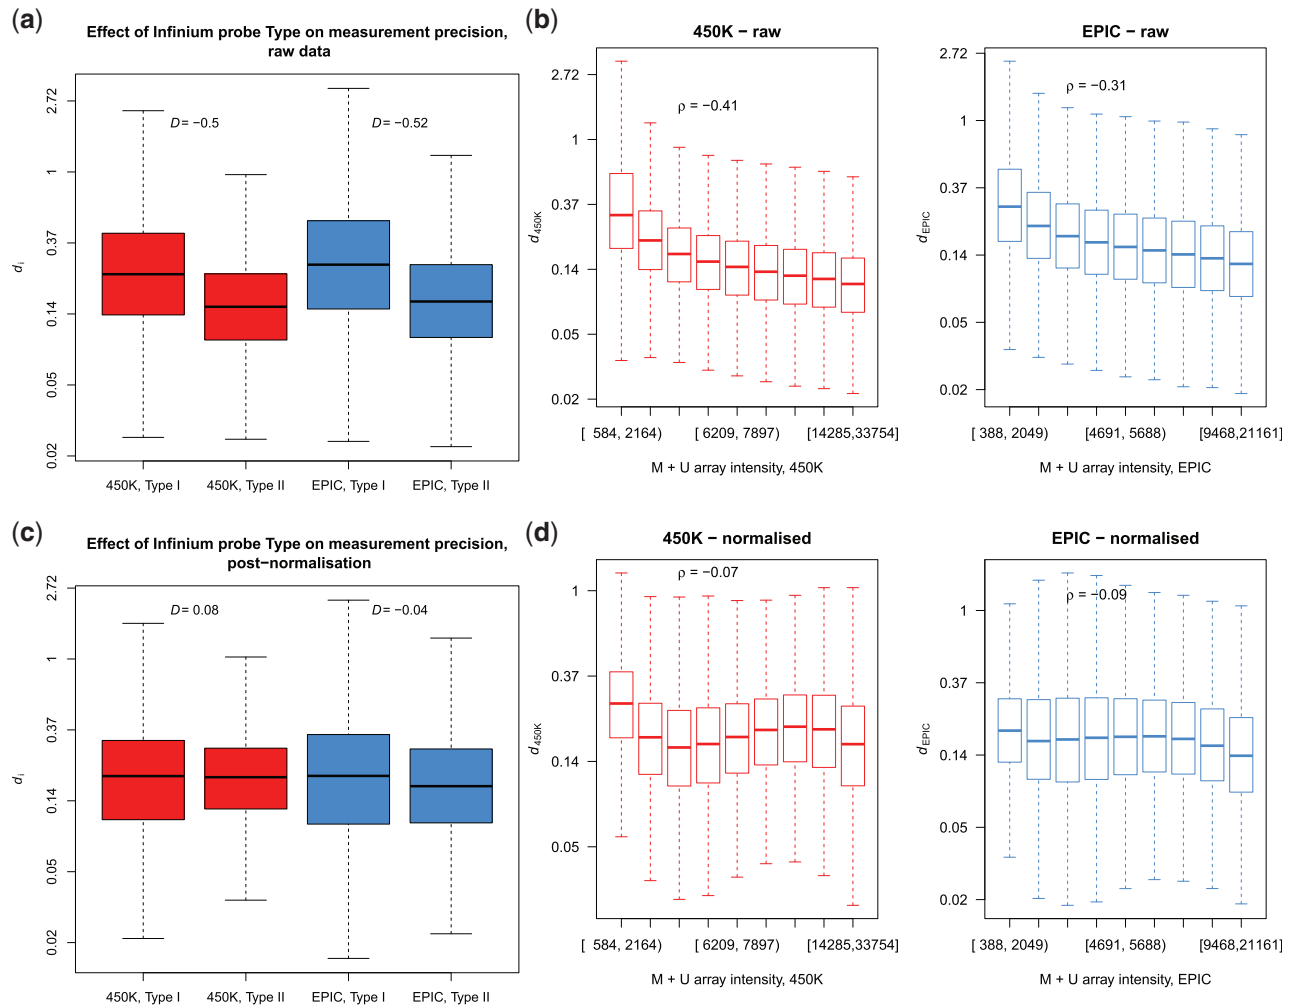 (a)
Effect of Infinium probe Type on measurement precision,
raw data
2.72
1
0.37
0.14
0.05
0.02
di
D = −0.5
D = −0.52
450K, Type I
450K, Type II
EPIC, Type I
EPIC, Type II
(b)
450K − raw
2.72
1
0.37
0.14
0.05
0.02
d450K
ρ = −0.41
[ 584, 2164)
[ 6209, 7897)
[14285,33754]
M + U array intensity, 450K
EPIC − raw
2.72
1
0.37
0.14
0.05
0.02
dEPIC
ρ = −0.31
[ 388, 2049)
[4691, 5688)
[9468,21161]
M + U array intensity, EPIC
(c)
Effect of Infinium probe Type on measurement precision,
post−normalisation
2.72
1
0.37
0.14
0.05
0.02
di
D = 0.08
D = −0.04
450K, Type I
450K, Type II
EPIC, Type I
EPIC, Type II
(d)
450K − normalised
1
0.37
0.14
0.05
d450K
ρ = −0.07
[ 584, 2164)
[ 6209, 7897)
[14285,33754]
M + U array intensity, 450K
EPIC − normalised
1
0.37
0.14
0.05
0.02
dEPIC
ρ = −0.09
[ 388, 2049)
[4691, 5688)
[9468,21161]
M + U array intensity, EPIC